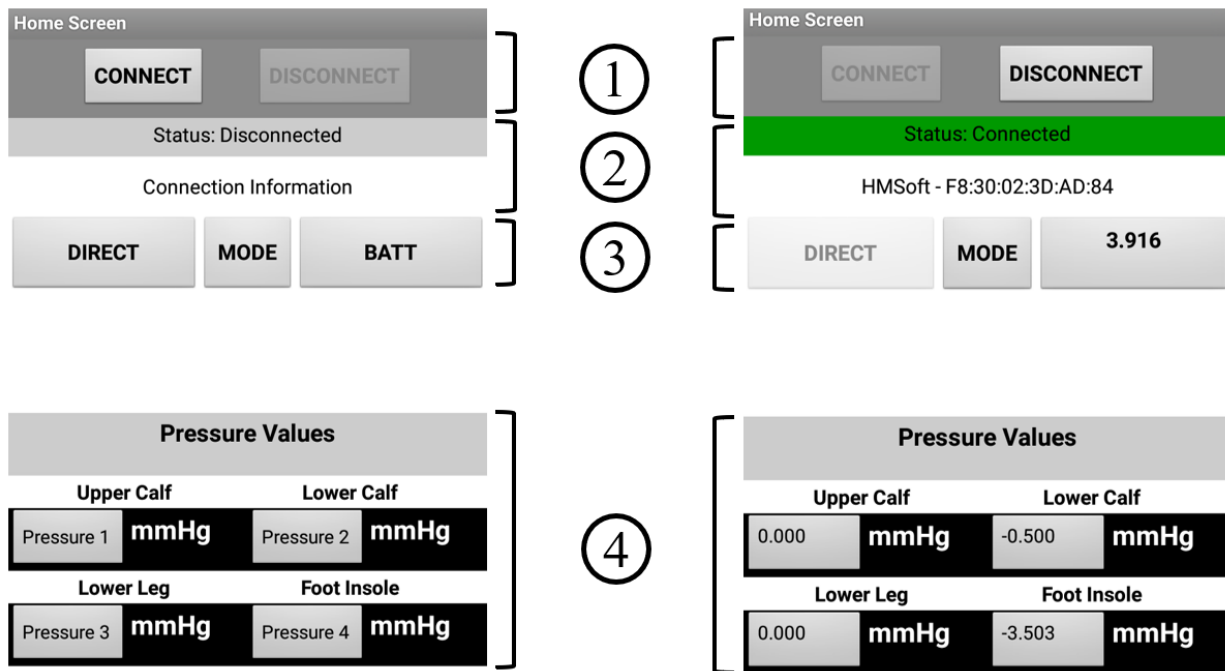 Home Screen
CONNECT DISCONNECT
Status: Disconnected
Connection Information
DIRECT MODE BATT
Pressure Values
Upper Calf Lower Calf
Pressure 1 mmHg Pressure 2 mmHg
Lower Leg Foot Insole
Pressure 3 mmHg Pressure 4 mmHg
1
2
3
4
Home Screen
CONNECT DISCONNECT
Status: Connected
HMSoft - F8:30:02:3D:AD:84
DIRECT MODE 3.916
Pressure Values
Upper Calf Lower Calf
0.000 mmHg -0.500 mmHg
Lower Leg Foot Insole
0.000 mmHg -3.503 mmHg